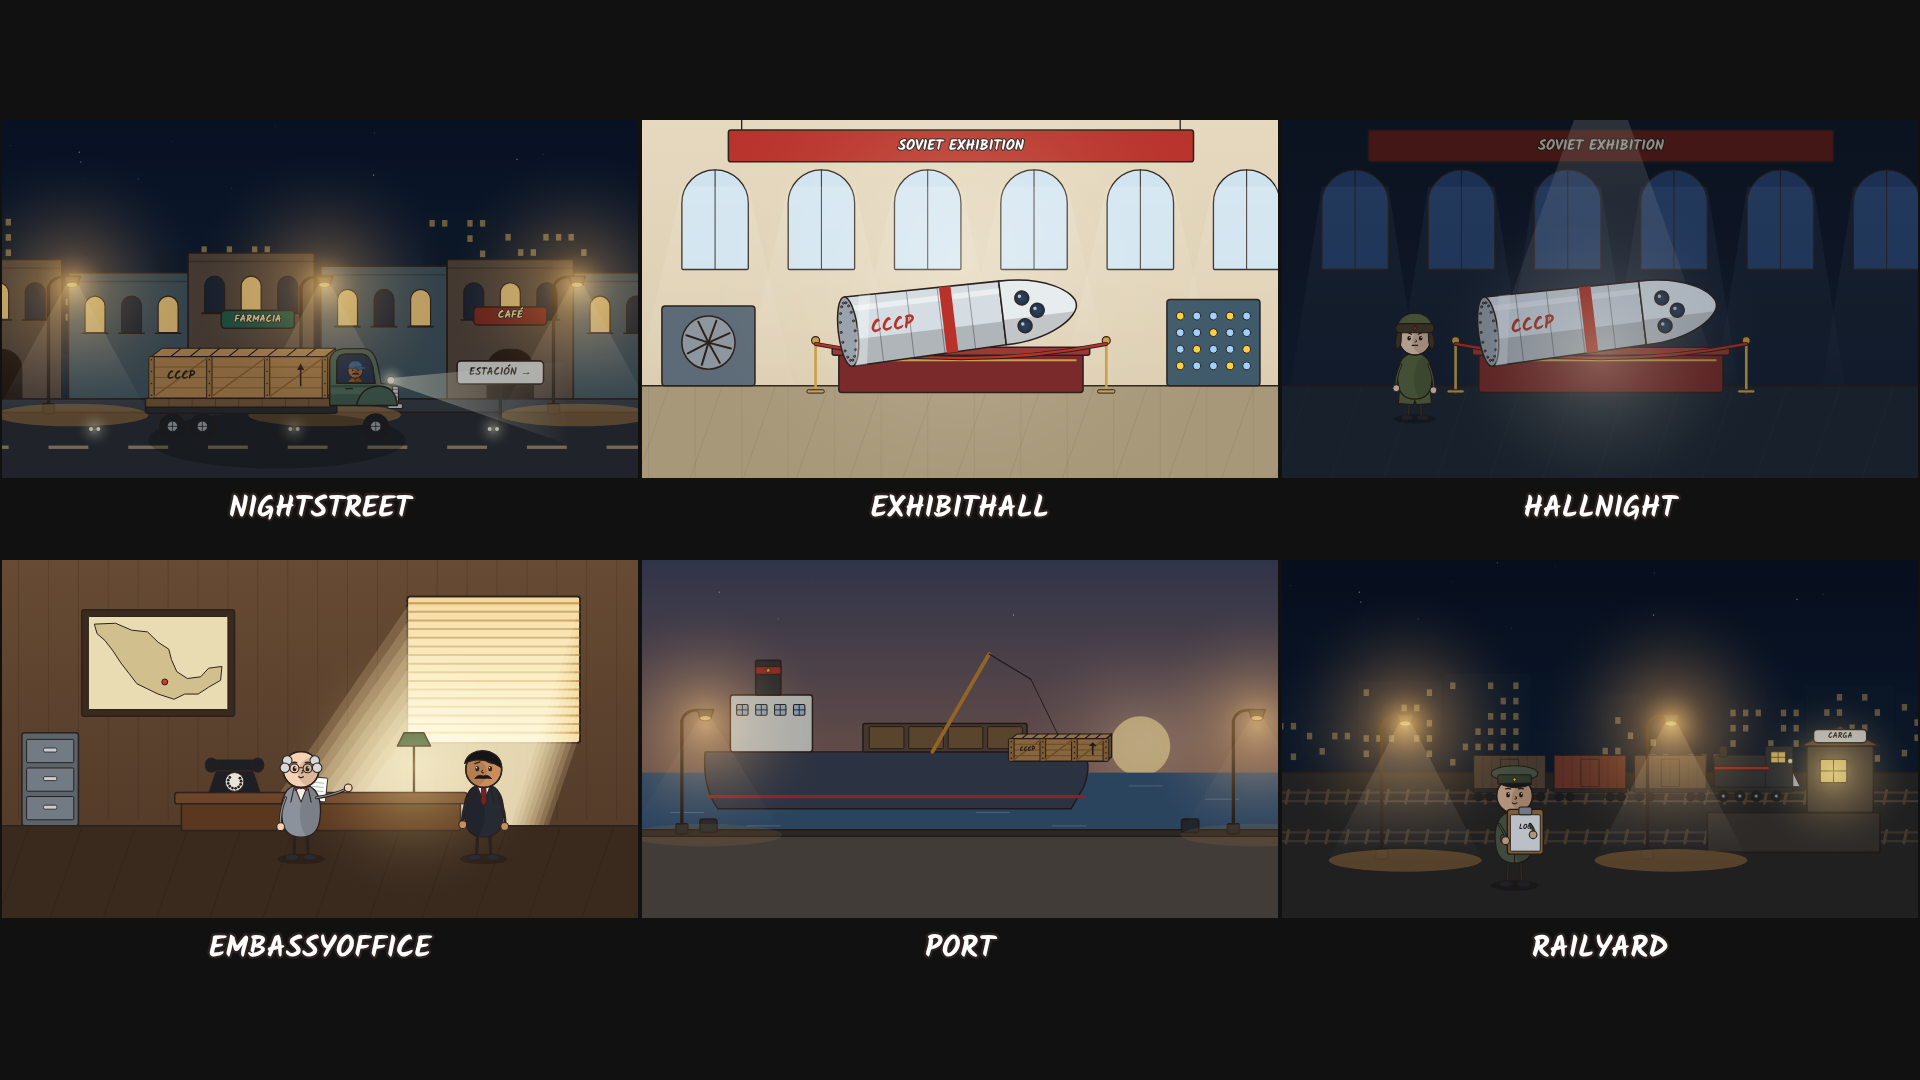 SOVIET EXHIBITION
SOVIET EXHIBITION
FARMACIA
CAFÉ
CCCP
ESTACIÓN →
CCCP
CCCP
NIGHTSTREET
EXHIBITHALL
HALLNIGHT
CCCP
CARGA
LOG
EMBASSYOFFICE
PORT
RAILYARD